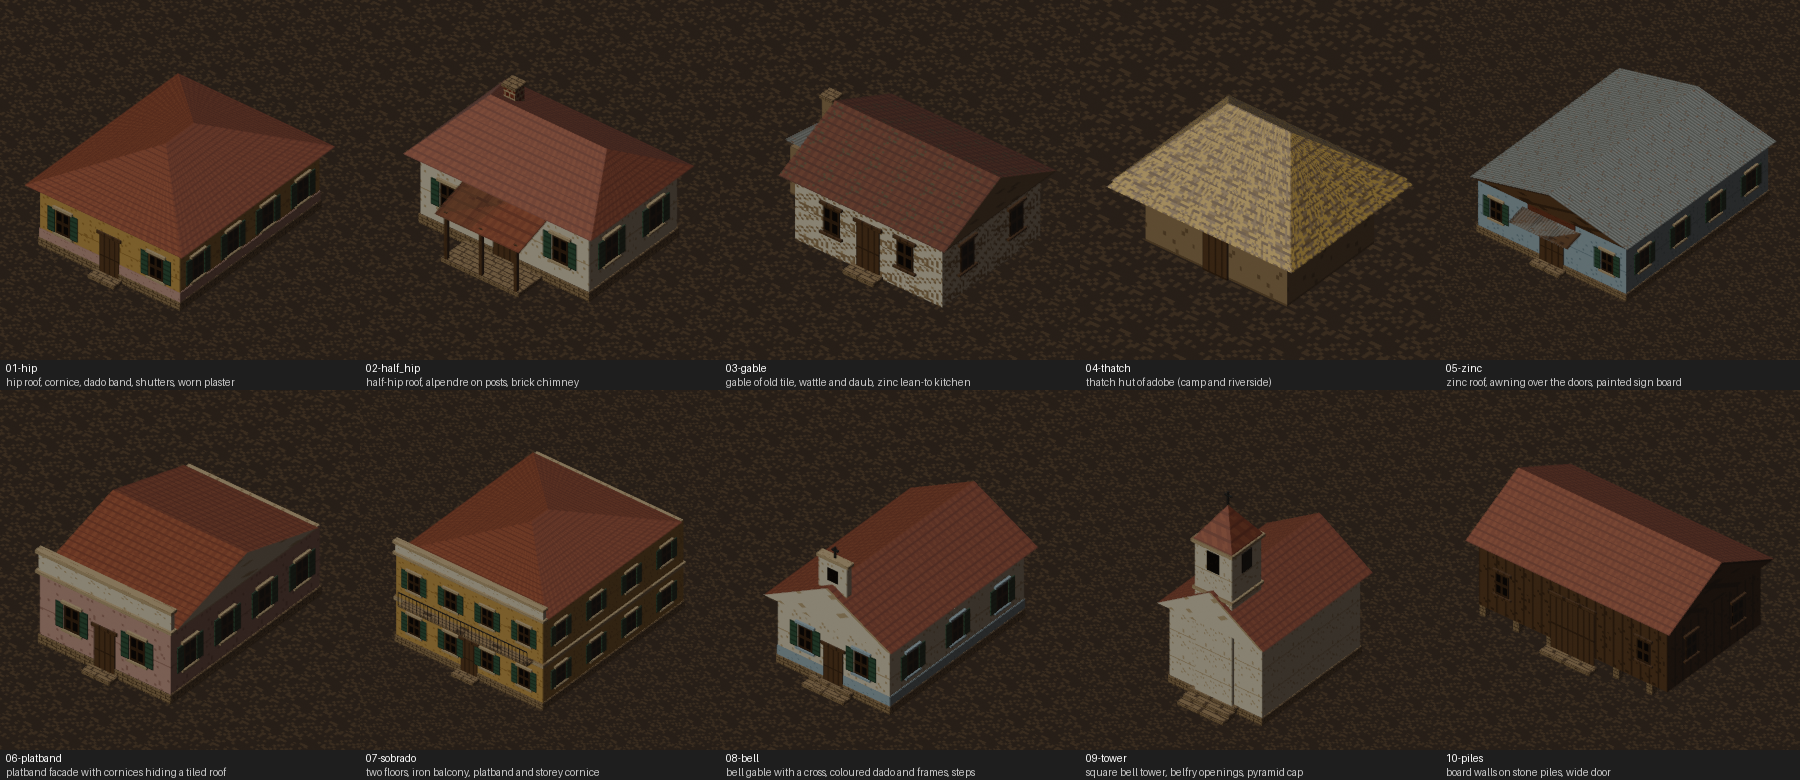 01-hip
hip roof, cornice, dado band, shutters, worn plaster
02-half_hip
half-hip roof, alpendre on posts, brick chimney
03-gable
gable of old tile, wattle and daub, zinc lean-to kitchen
04-thatch
thatch hut of adobe (camp and riverside)
05-zinc
zinc roof, awning over the doors, painted sign board
06-platband
platband facade with cornices hiding a tiled roof
07-sobrado
two floors, iron balcony, platband and storey cornice
08-bell
bell gable with a cross, coloured dado and frames, steps
09-tower
square bell tower, belfry openings, pyramid cap
10-piles
board walls on stone piles, wide door